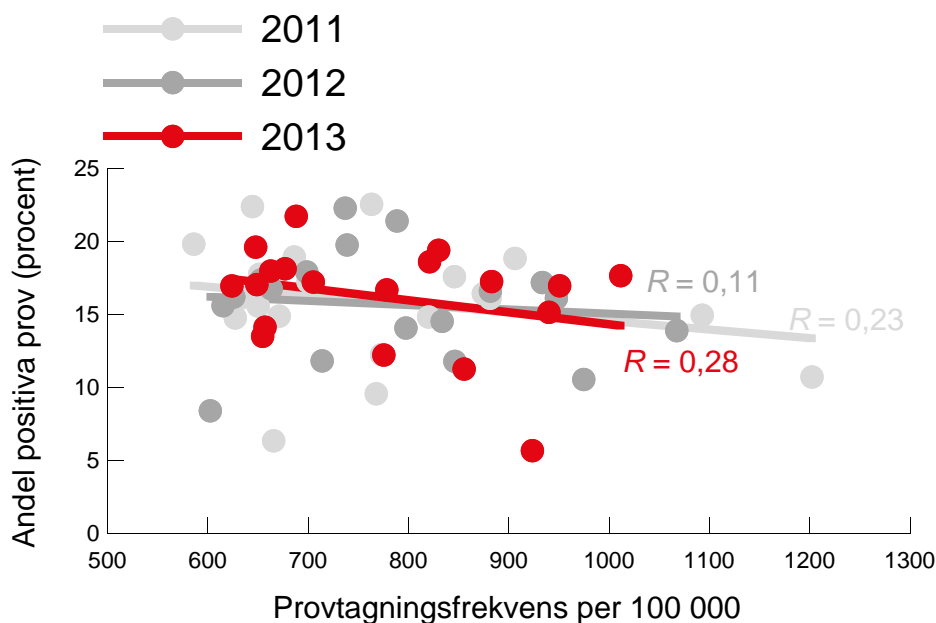 2011
2012
2013
Andel positiva prov (procent)
25
20
15
10
5
0
R = 0,11
R = 0,23
R = 0,28
500 600 700 800 900 1000 1100 1200 1300
Provtagningsfrekvens per 100 000